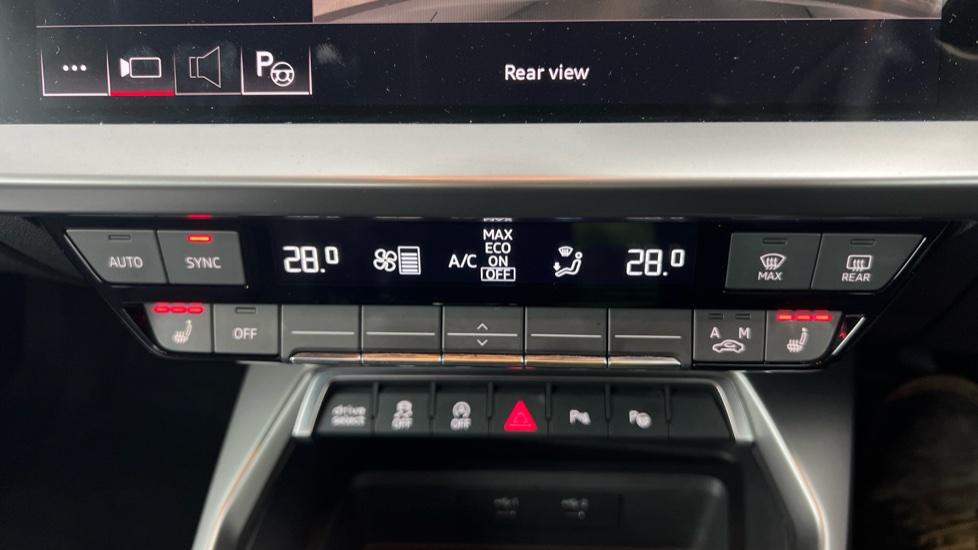 P
Rear view
AUTO
SYNC
28.0
A/C
MAX
ECO
ON
OFF
28.0
MAX
REAR
OFF
A M
drive
select
OFF
OFF
P
P